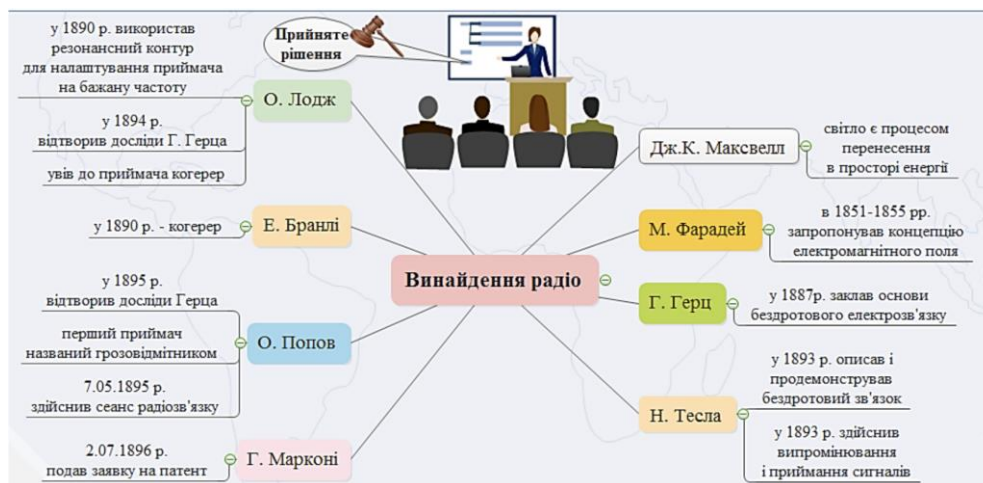 Прийняте
рішення
у 1890 р. використав
резонансний контур
для налаштування приймача
на бажану частоту
О. Лодж
у 1894 р.
відтворив досліди Г. Герца
увів до приймача когерер
у 1890 р. - когерер
Е. Бранлі
у 1895 р.
відтворив досліди Герца
перший приймач
названий грозовідмітником
О. Попов
7.05.1895 р.
здійснив сеанс радіозв'язку
2.07.1896 р.
подав заявку на патент
Г. Марконі
Винайдення радіо
Дж.К. Максвелл
світло є процесом
перенесення
в просторі енергії
М. Фарадей
в 1851-1855 рр.
запропонував концепцію
електромагнітного поля
Г. Герц
у 1887р. заклав основи
бездротового електрозв'язку
Н. Тесла
у 1893 р. описав і
продемонстрував
бездротовий зв'язок
у 1893 р. здійснив
випромінювання
і приймання сигналів